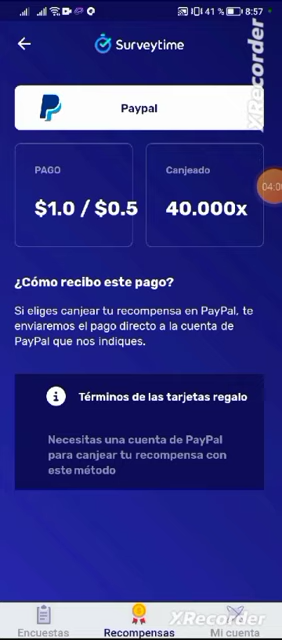 41 % 8:57
Surveytime
XRecorder
Paypal
PAGO
Canjeado
$1.0 / $0.5
40.000x
04:0
¿Cómo recibo este pago?
Si eliges canjear tu recompensa en PayPal, te
enviaremos el pago directo a la cuenta de
PayPal que nos indiques.
i Términos de las tarjetas regalo
Necesitas una cuenta de PayPal
para canjear tu recompensa con
este método
XRecorder
Encuestas Recompensas Mi cuenta